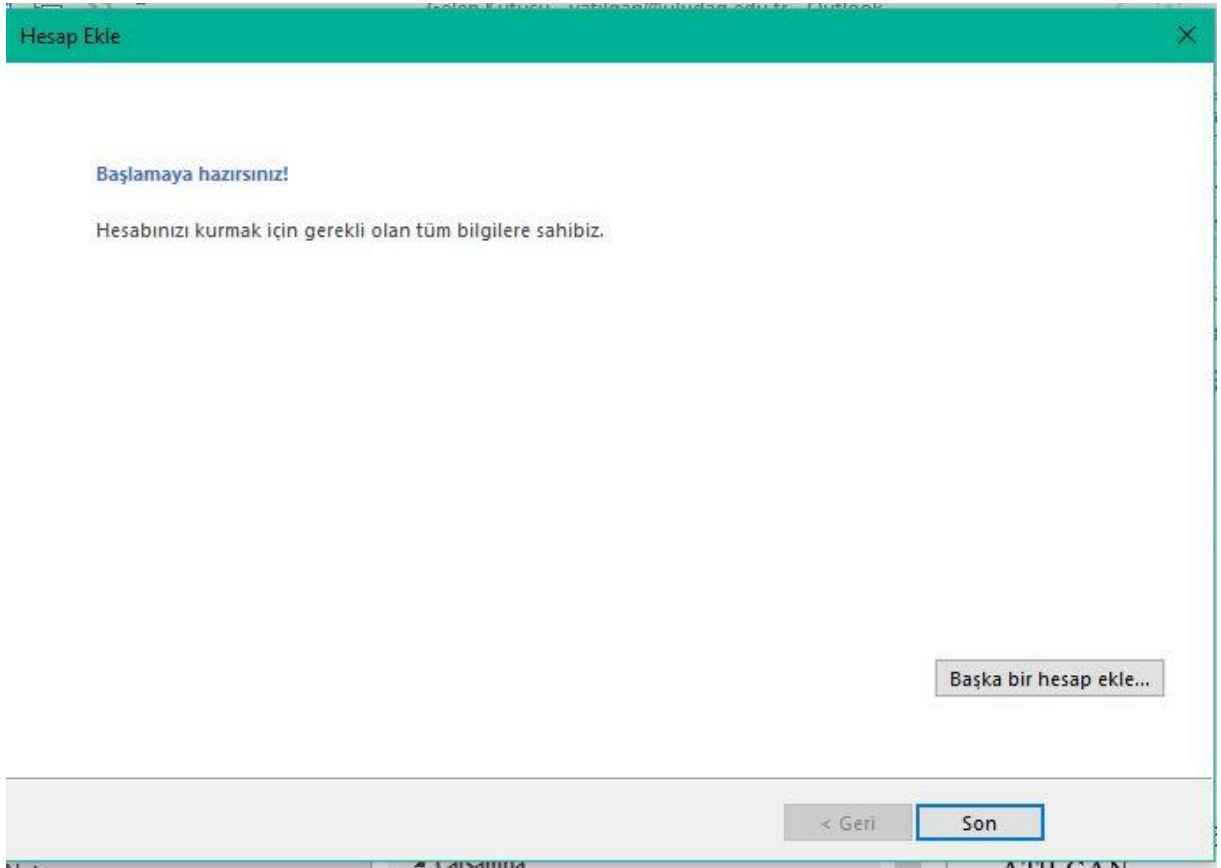 Hesap Ekle
Başlamaya hazırsınız!
Hesabınızı kurmak için gerekli olan tüm bilgilere sahibiz.
Başka bir hesap ekle...
< Geri
Son